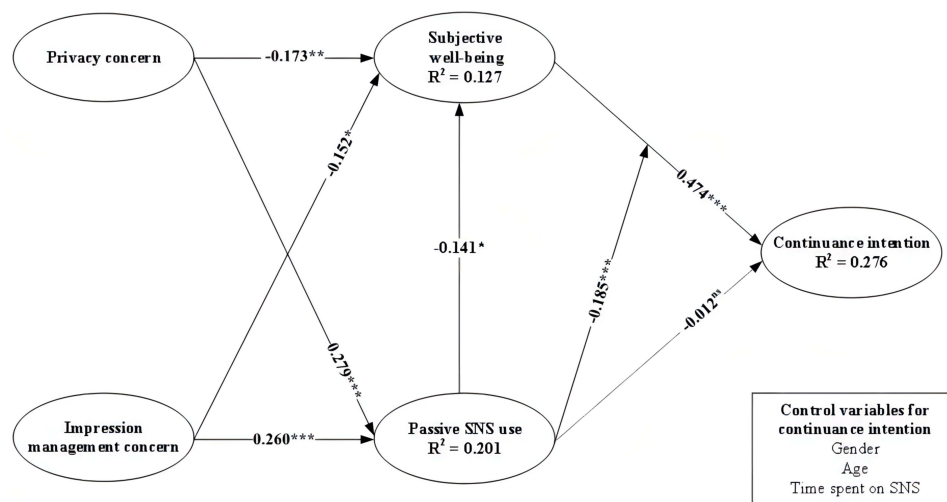 Privacy concern
-0.173**
Subjective
well-being
R² = 0.127
-0.152*
0.474***
-0.141*
-0.185***
Continuance intention
R² = 0.276
-0.012ⁿˢ
0.279***
Impression
management concern
0.260***
Passive SNS use
R² = 0.201
Control variables for
continuance intention
Gender
Age
Time spent on SNS